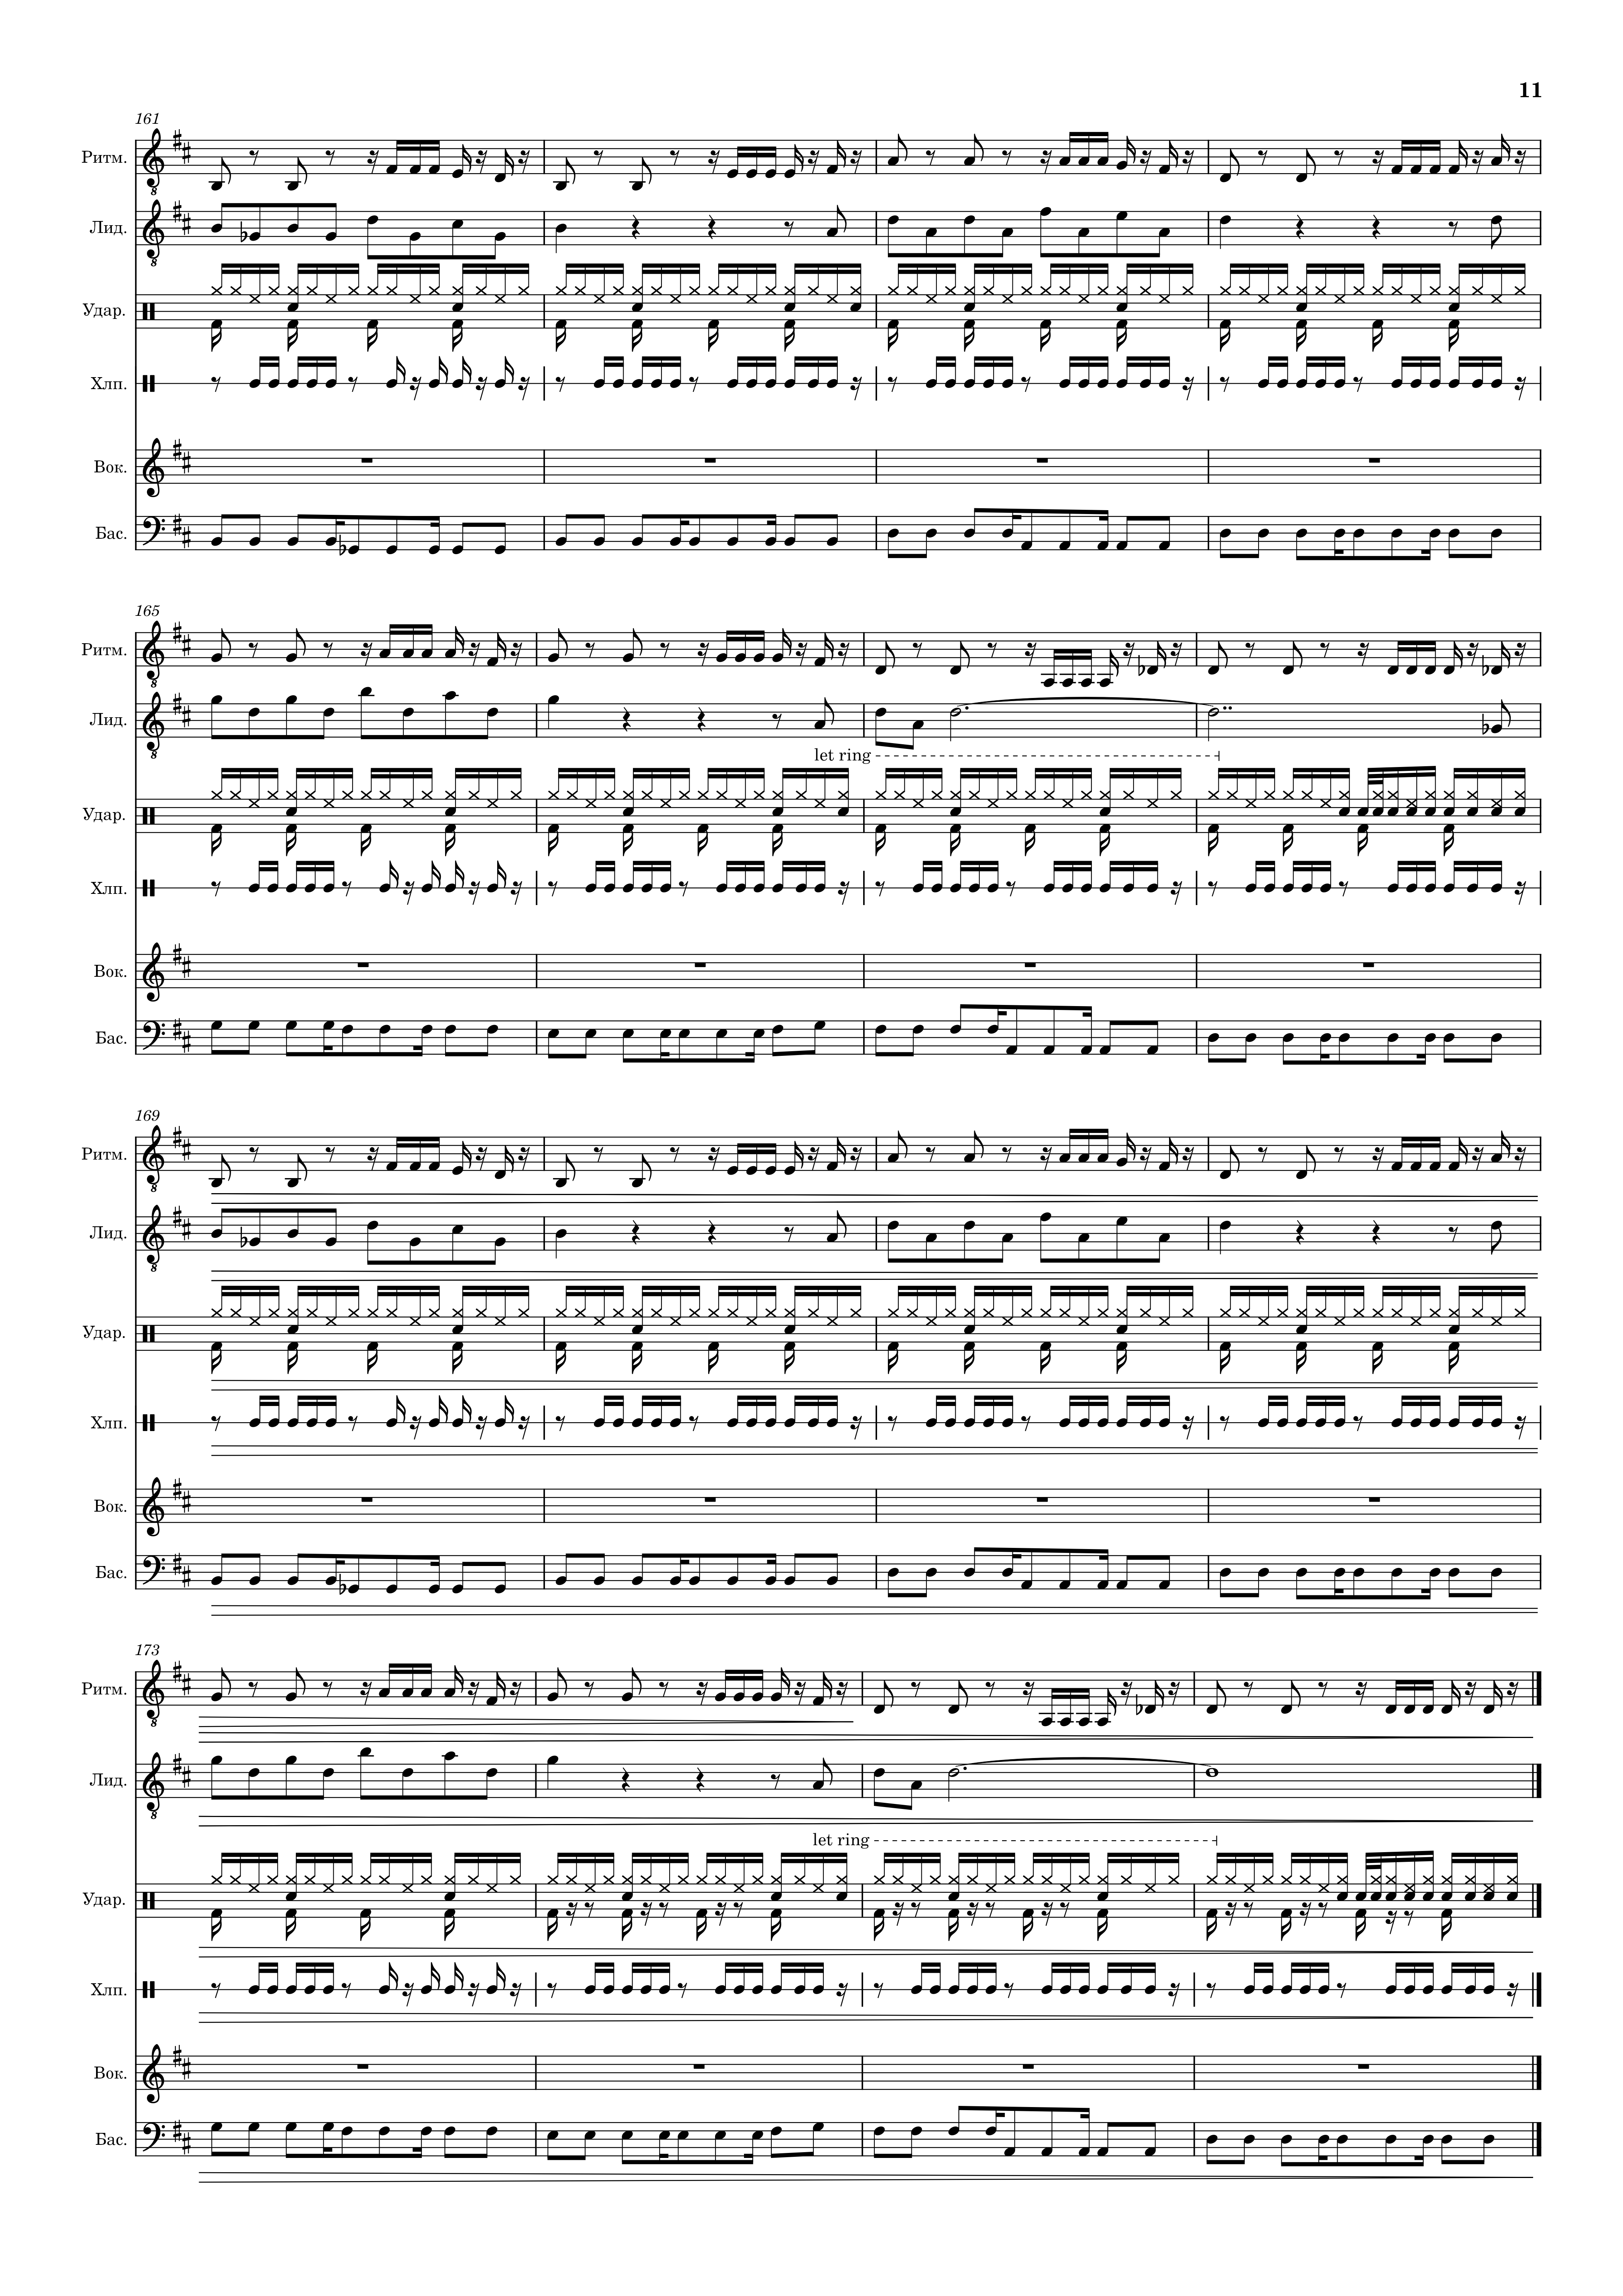 11
161
Ритм.
Лид.
Удар.
Хлп.
Вок.
Бас.
165
Ритм.
Лид.
let ring
Удар.
Хлп.
Вок.
Бас.
169
Ритм.
Лид.
Удар.
Хлп.
Вок.
Бас.
173
Ритм.
Лид.
let ring
Удар.
Хлп.
Вок.
Бас.